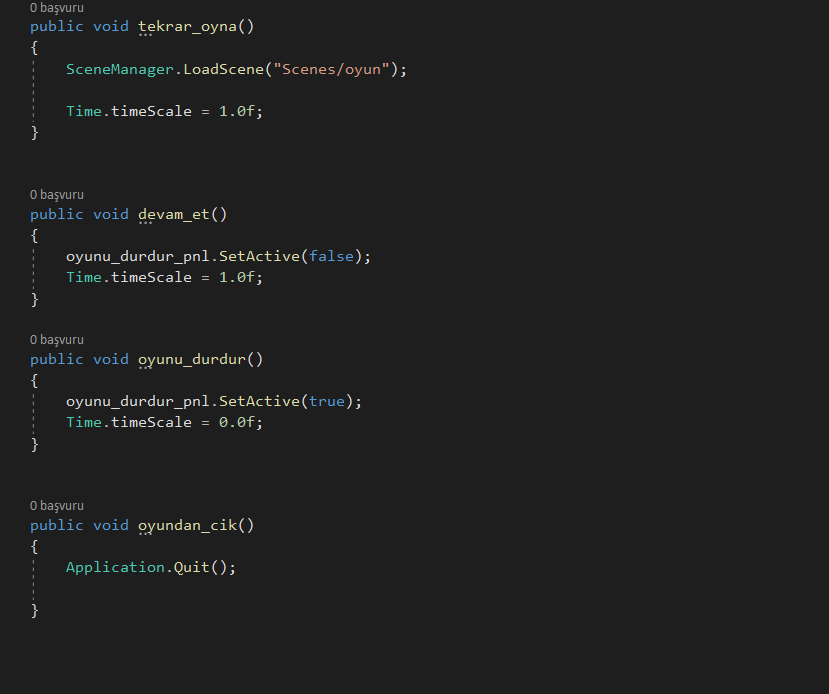 0 başvuru
public void tekrar_oyna()
{
SceneManager.LoadScene("Scenes/oyun");
Time.timeScale = 1.0f;
}
0 başvuru
public void devam_et()
{
oyunu_durdur_pnl.SetActive(false);
Time.timeScale = 1.0f;
}
0 başvuru
public void oyunu_durdur()
{
oyunu_durdur_pnl.SetActive(true);
Time.timeScale = 0.0f;
}
0 başvuru
public void oyundan_cik()
{
Application.Quit();
}